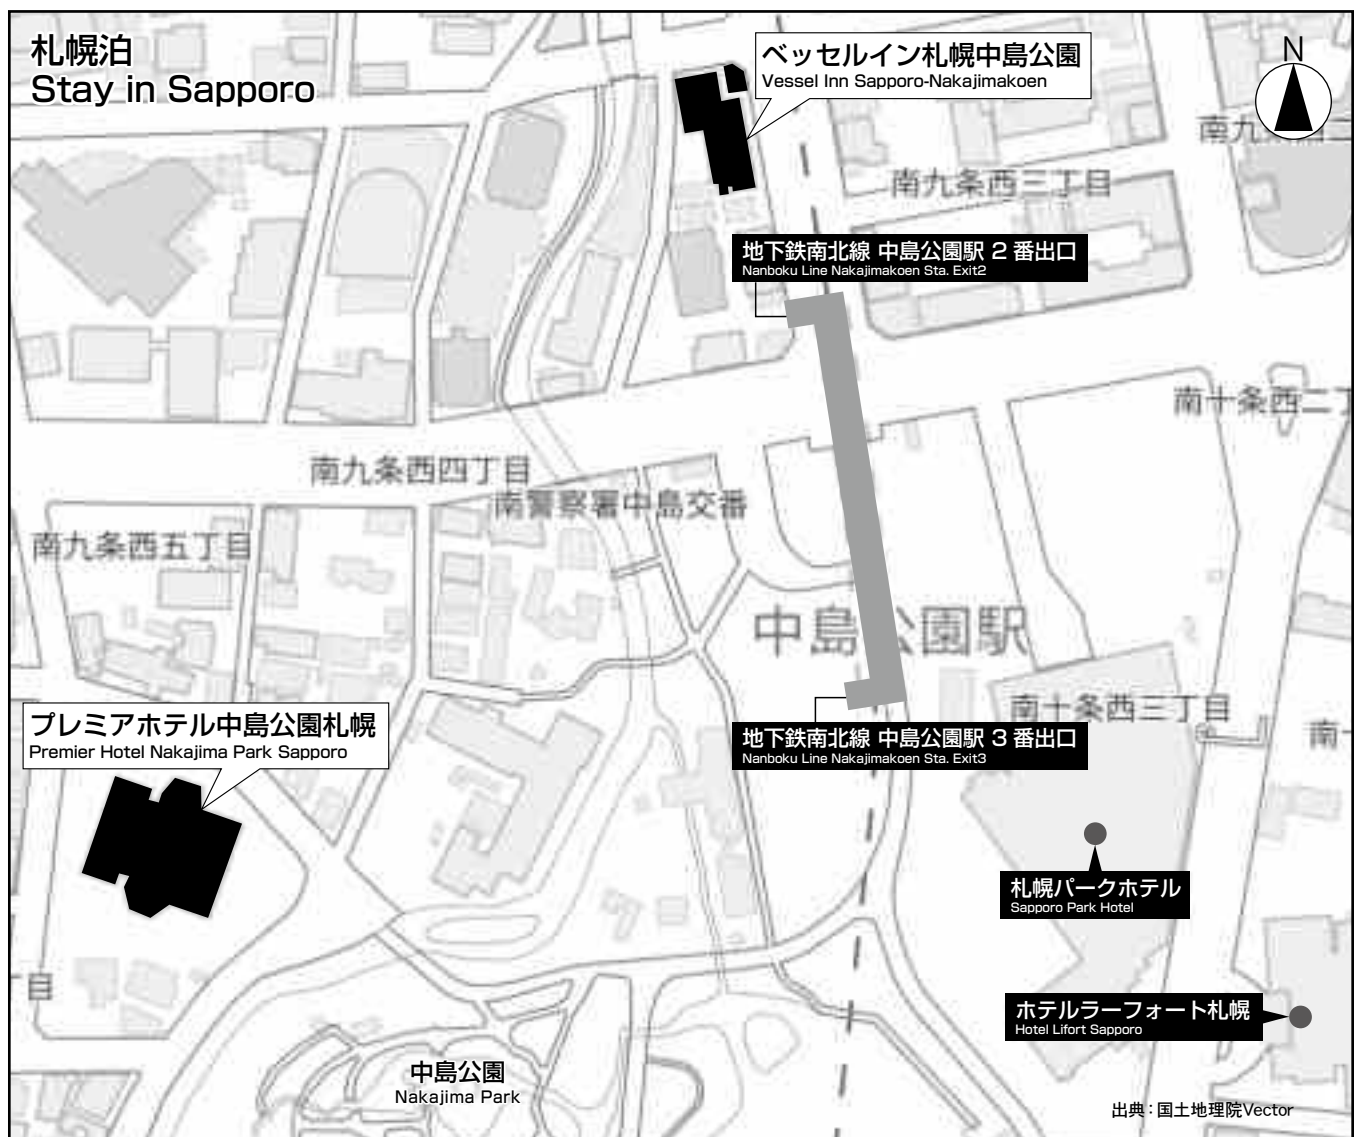 札幌泊
Stay in Sapporo
ベッセルイン札幌中島公園
Vessel Inn Sapporo-Nakajimakoen
N
南九条西三丁目
地下鉄南北線 中島公園駅 2 番出口
Nanboku Line Nakajimakoen Sta. Exit2
南十条西二丁
南九条西四丁目
南警察署中島交番
南九条西五丁目
中島公園駅
南十条西三丁目
南一
プレミアホテル中島公園札幌
Premier Hotel Nakajima Park Sapporo
地下鉄南北線 中島公園駅 3 番出口
Nanboku Line Nakajimakoen Sta. Exit3
札幌パークホテル
Sapporo Park Hotel
目
ホテルラーフォート札幌
Hotel Lifort Sapporo
中島公園
Nakajima Park
出典：国土地理院Vector